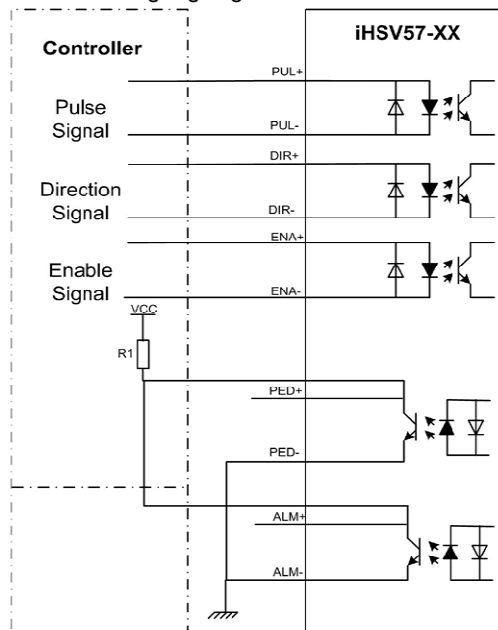 Controller
iHSV57-XX
PUL+
Pulse
Signal
PUL-
DIR+
Direction
Signal
DIR-
ENA+
Enable
Signal
ENA-
VCC
R1
PED+
PED-
ALM+
ALM-